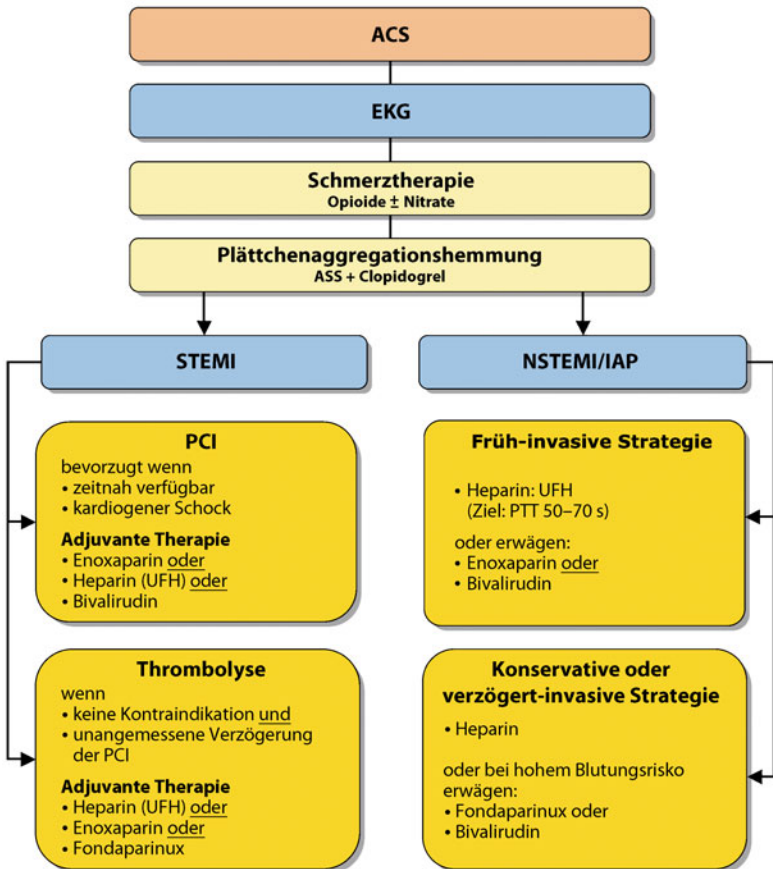 ACS
EKG
Schmerztherapie
Opioide ± Nitrate
Plättchenaggregationshemmung
ASS + Clopidogrel
STEMI
NSTEMI/IAP
PCI
bevorzugt wenn
• zeitnah verfügbar
• kardiogener Schock
Adjuvante Therapie
• Enoxaparin oder
• Heparin (UFH) oder
• Bivalirudin
Früh-invasive Strategie
• Heparin: UFH
(Ziel: PTT 50–70 s)
oder erwägen:
• Enoxaparin oder
• Bivalirudin
Thrombolyse
wenn
• keine Kontraindikation und
• unangemessene Verzögerung
der PCI
Adjuvante Therapie
• Heparin (UFH) oder
• Enoxaparin oder
• Fondaparinux
Konservative oder
verzögert-invasive Strategie
• Heparin
oder bei hohem Blutungsrisiko
erwägen:
• Fondaparinux oder
• Bivalirudin